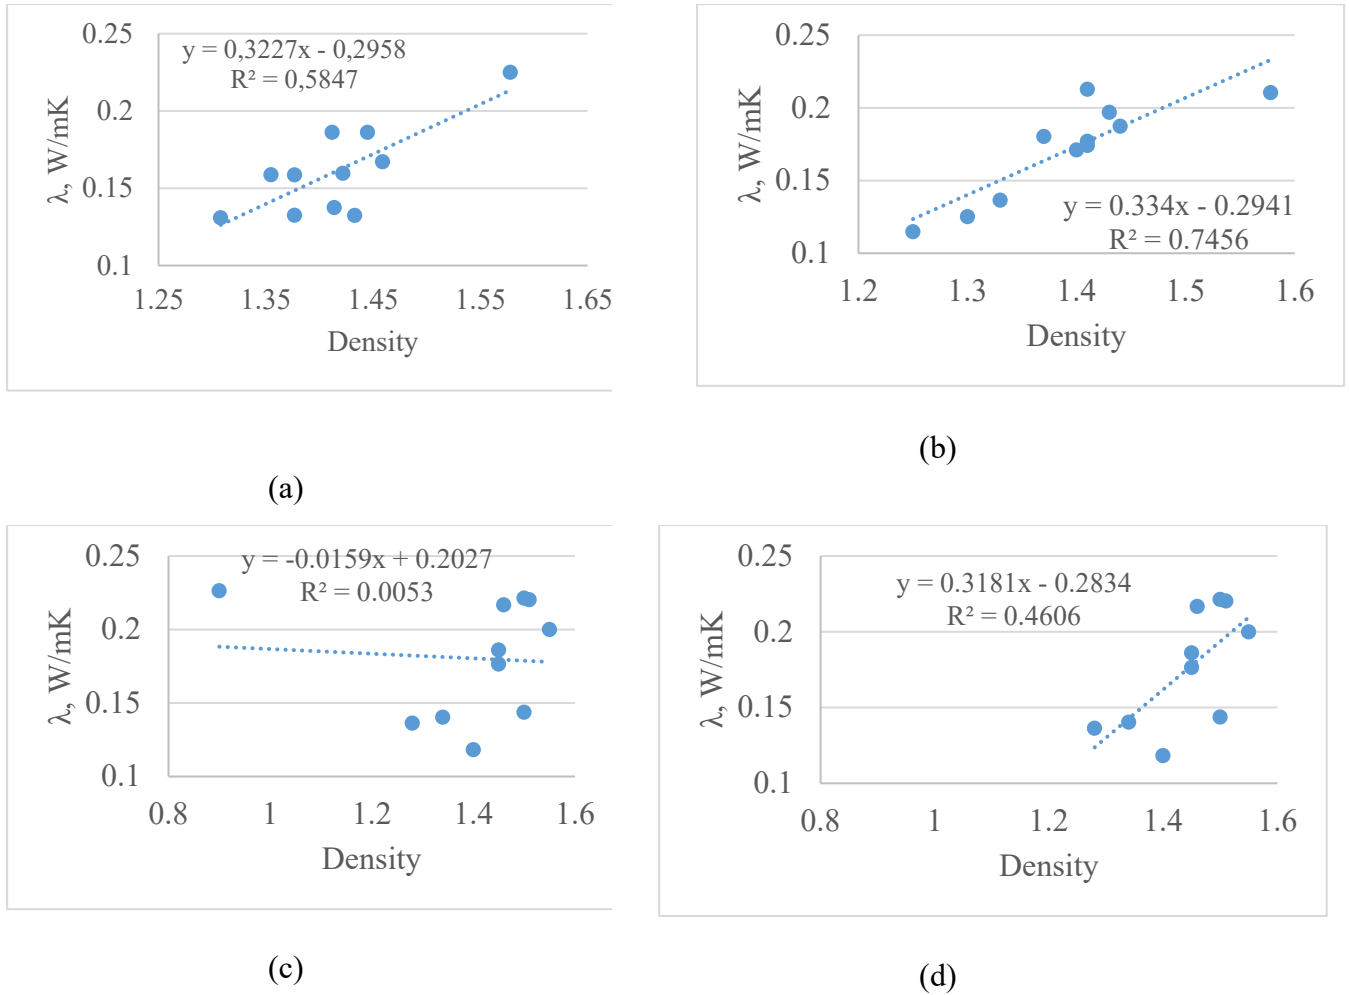 0.25
0.2
0.15
0.1
λ, W/mK
y = 0,3227x - 0,2958
R² = 0,5847
1.25 1.35 1.45 1.55 1.65
Density
(a)
0.25
0.2
0.15
0.1
λ, W/mK
y = 0.334x - 0.2941
R² = 0.7456
1.2 1.3 1.4 1.5 1.6
Density
(b)
0.25
0.2
0.15
0.1
λ, W/mK
y = -0.0159x + 0.2027
R² = 0.0053
0.8 1 1.2 1.4 1.6
Density
(c)
0.25
0.2
0.15
0.1
λ, W/mK
y = 0.3181x - 0.2834
R² = 0.4606
0.8 1 1.2 1.4 1.6
Density
(d)